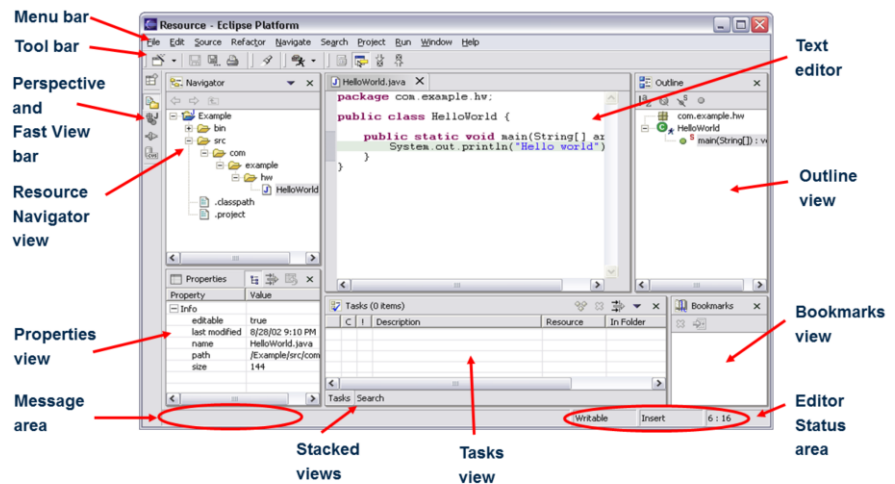 Menu bar
Tool bar
Perspective
and
Fast View
bar
Resource
Navigator
view
Properties
view
Message
area
Resource - Eclipse Platform
File Edit Source Refactor Navigate Search Project Run Window Help
Navigator
Example
bin
src
com
example
hw
HelloWorld
.classpath
.project
HelloWorld.java
package com.example.hw;
public class HelloWorld {
public static void main(String[] ar
System.out.println("Hello world")
}
}
Outline
com.example.hw
HelloWorld
main(String[]) : v
Properties
Property Value
Info
editable true
last modified 8/28/02 9:10 PM
name HelloWorld.java
path /Example/src/com
size 144
Tasks (0 items)
C ! Description Resource In Folder
Tasks Search
Bookmarks
Writable Insert 6 : 16
Text
editor
Outline
view
Bookmarks
view
Editor
Status
area
Stacked
views
Tasks
view